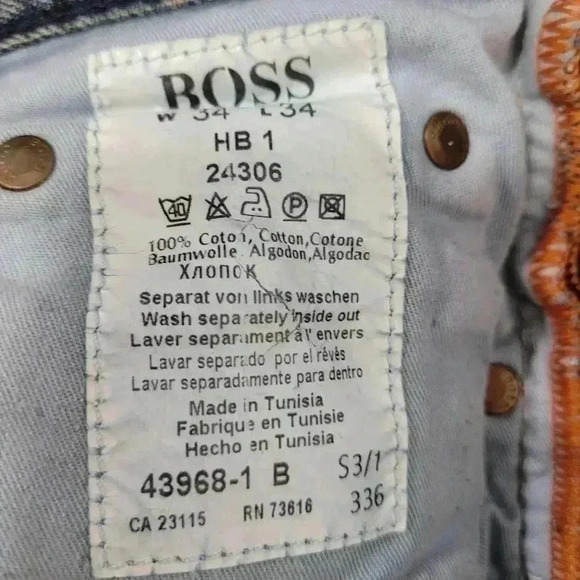 BOSS
W 34 L 34
HB 1
24306
40 P
100% Coton, Cotton, Cotone
Baumwolle Algodon, Algodao
Хлопок
Separat von links waschen
Wash separately inside out
Laver separament à l' envers
Lavar separado por el révés
Lavar separadamente para dentro
Made in Tunisia
Fabrique en Tunisie
Hecho en Tunisia
43968-1 B S3/1
CA 23115 RN 73616 336